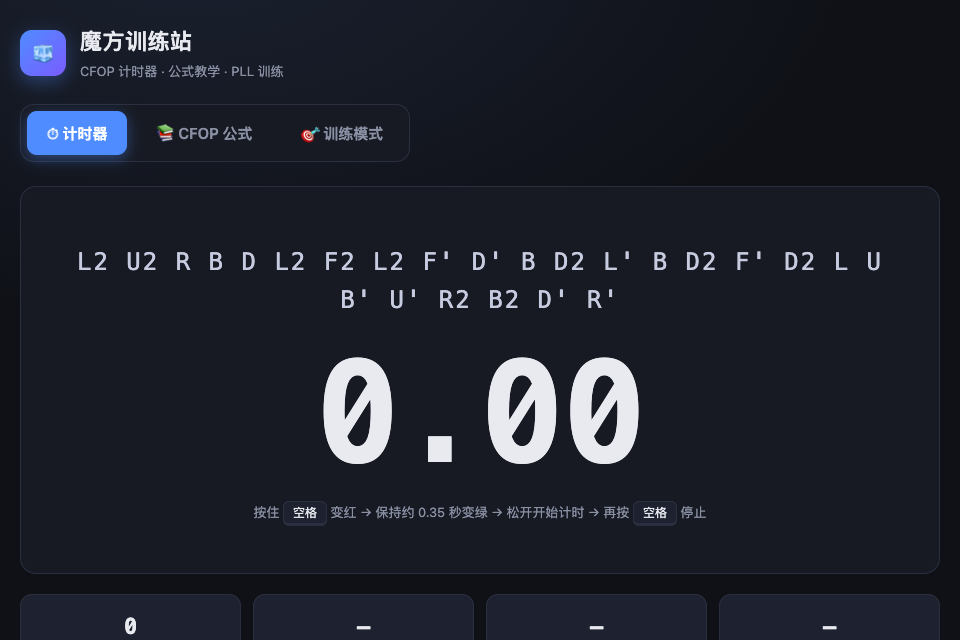 魔方训练站
CFOP 计时器 · 公式教学 · PLL 训练
⏱ 计时器
📚 CFOP 公式
🎯 训练模式
L2 U2 R B D L2 F2 L2 F' D' B D2 L' B D2 F' D2 L U
B' U' R2 B2 D' R'
0.00
按住 空格 变红 → 保持约 0.35 秒变绿 → 松开开始计时 → 再按 空格 停止
0 — — —